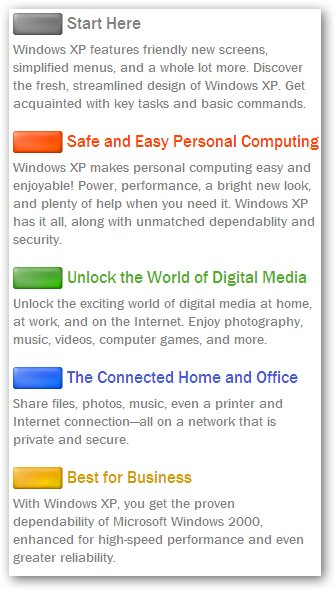 Start Here
Windows XP features friendly new screens,
simplified menus, and a whole lot more. Discover
the fresh, streamlined design of Windows XP. Get
acquainted with key tasks and basic commands.
Safe and Easy Personal Computing
Windows XP makes personal computing easy and
enjoyable! Power, performance, a bright new look,
and plenty of help when you need it. Windows XP
has it all, along with unmatched dependablity and
security.
Unlock the World of Digital Media
Unlock the exciting world of digital media at home,
at work, and on the Internet. Enjoy photography,
music, videos, computer games, and more.
The Connected Home and Office
Share files, photos, music, even a printer and
Internet connection—all on a network that is
private and secure.
Best for Business
With Windows XP, you get the proven
dependability of Microsoft Windows 2000,
enhanced for high-speed performance and even
greater reliability.